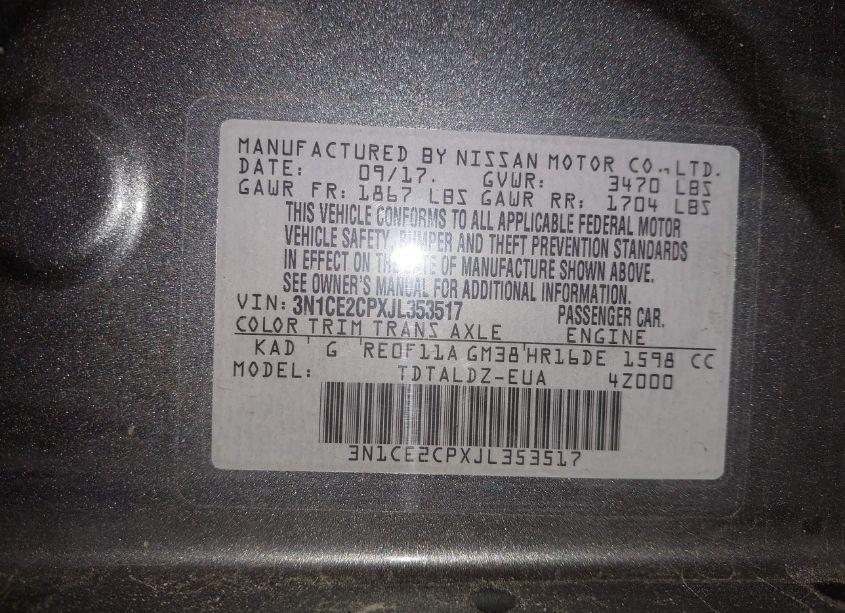 MANUFACTURED BY NISSAN MOTOR CO., LTD.
DATE: 09/17. GVWR: 3470 LBS
GAWR FR: 1867 LBS GAWR RR: 1704 LBS
THIS VEHICLE CONFORMS TO ALL APPLICABLE FEDERAL MOTOR
VEHICLE SAFETY, BUMPER AND THEFT PREVENTION STANDARDS
IN EFFECT ON THE DATE OF MANUFACTURE SHOWN ABOVE.
SEE OWNER'S MANUAL FOR ADDITIONAL INFORMATION.
VIN: 3N1CE2CPXJL353517 PASSENGER CAR.
COLOR TRIM TRANS AXLE ENGINE
KAD G 'RE0F11A GM38'HR16DE 1598 CC
MODEL: TDTALDZ-EUA 4Z000
3N1CE2CPXJL353517